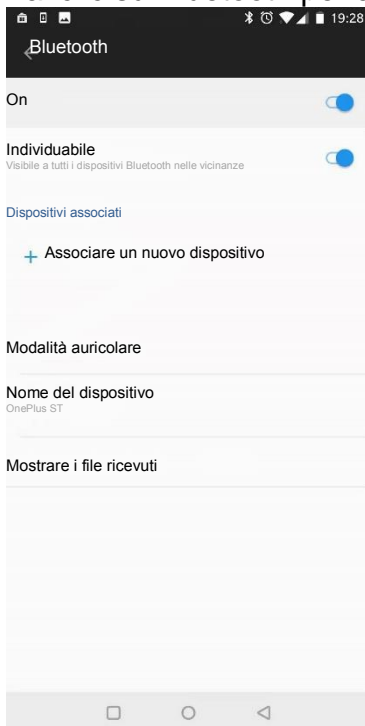 19:28
Bluetooth
On
Individuabile
Visibile a tutti i dispositivi Bluetooth nelle vicinanze
Dispositivi associati
+ Associare un nuovo dispositivo
Modalità auricolare
Nome del dispositivo
OnePlus ST
Mostrare i file ricevuti